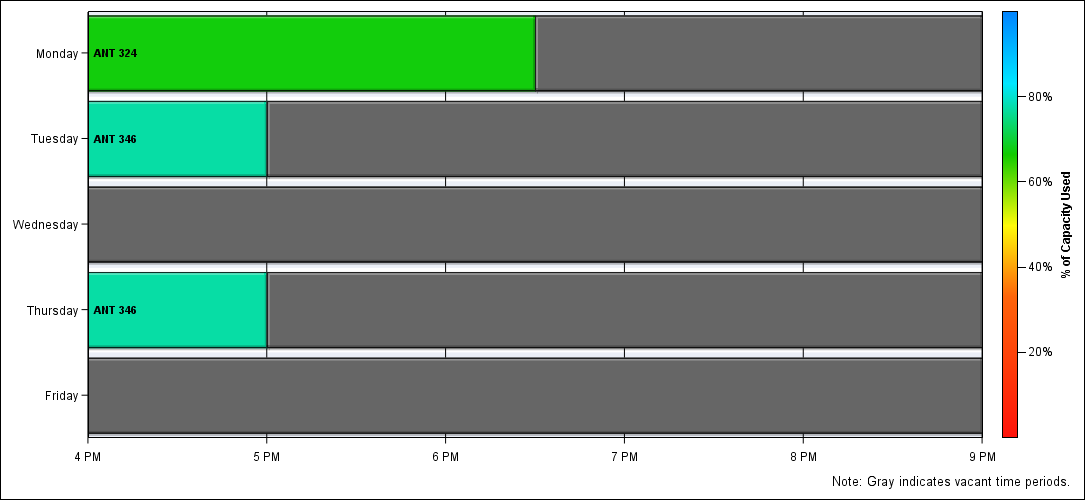 Monday
ANT 324
Tuesday
ANT 346
Wednesday
Thursday
ANT 346
Friday
4 PM
5 PM
6 PM
7 PM
8 PM
9 PM
80%
60%
40%
20%
% of Capacity Used
Note: Gray indicates vacant time periods.